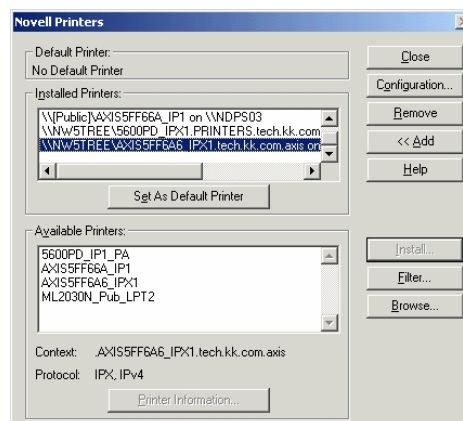 Novell Printers
Default Printer:
No Default Printer
Installed Printers:
\\[Public]\AXIS5FF66A_IP1 on \\NDPS03
\\NW5TREE\5600PD_IPX1.PRINTERS.tech.kk.com
\\NW5TREE\AXIS5FF6A6_IPX1.tech.kk.com.axis on
Set As Default Printer
Available Printers:
5600PD_IP1_PA
AXIS5FF66A_IP1
AXIS5FF6A6_IPX1
ML2030N_Pub_LPT2
Context: .AXIS5FF6A6_IPX1.tech.kk.com.axis
Protocol: IPX, IPv4
Printer Information...
Close
Configuration...
Remove
<< Add
Help
Install...
Filter...
Browse...